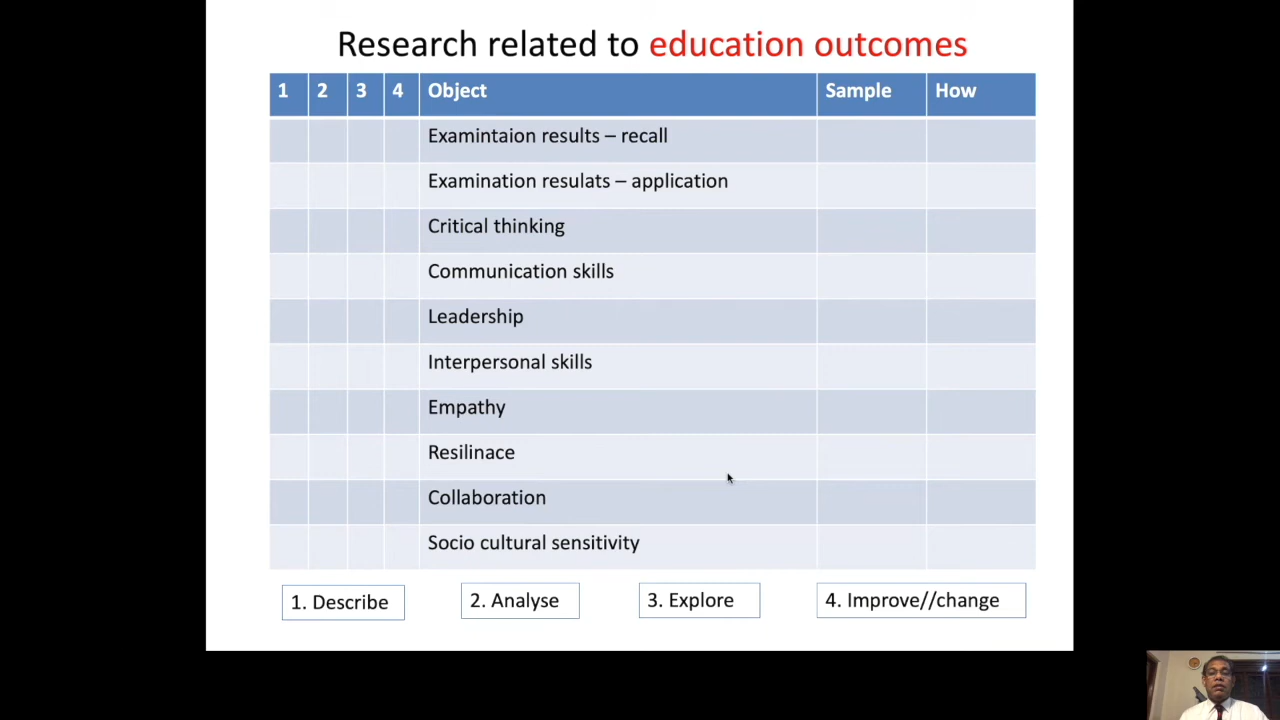 Research related to education outcomes
1 2 3 4 Object Sample How
Examintaion results – recall
Examination resulats – application
Critical thinking
Communication skills
Leadership
Interpersonal skills
Empathy
Resilinace
Collaboration
Socio cultural sensitivity
1. Describe 2. Analyse 3. Explore 4. Improve//change